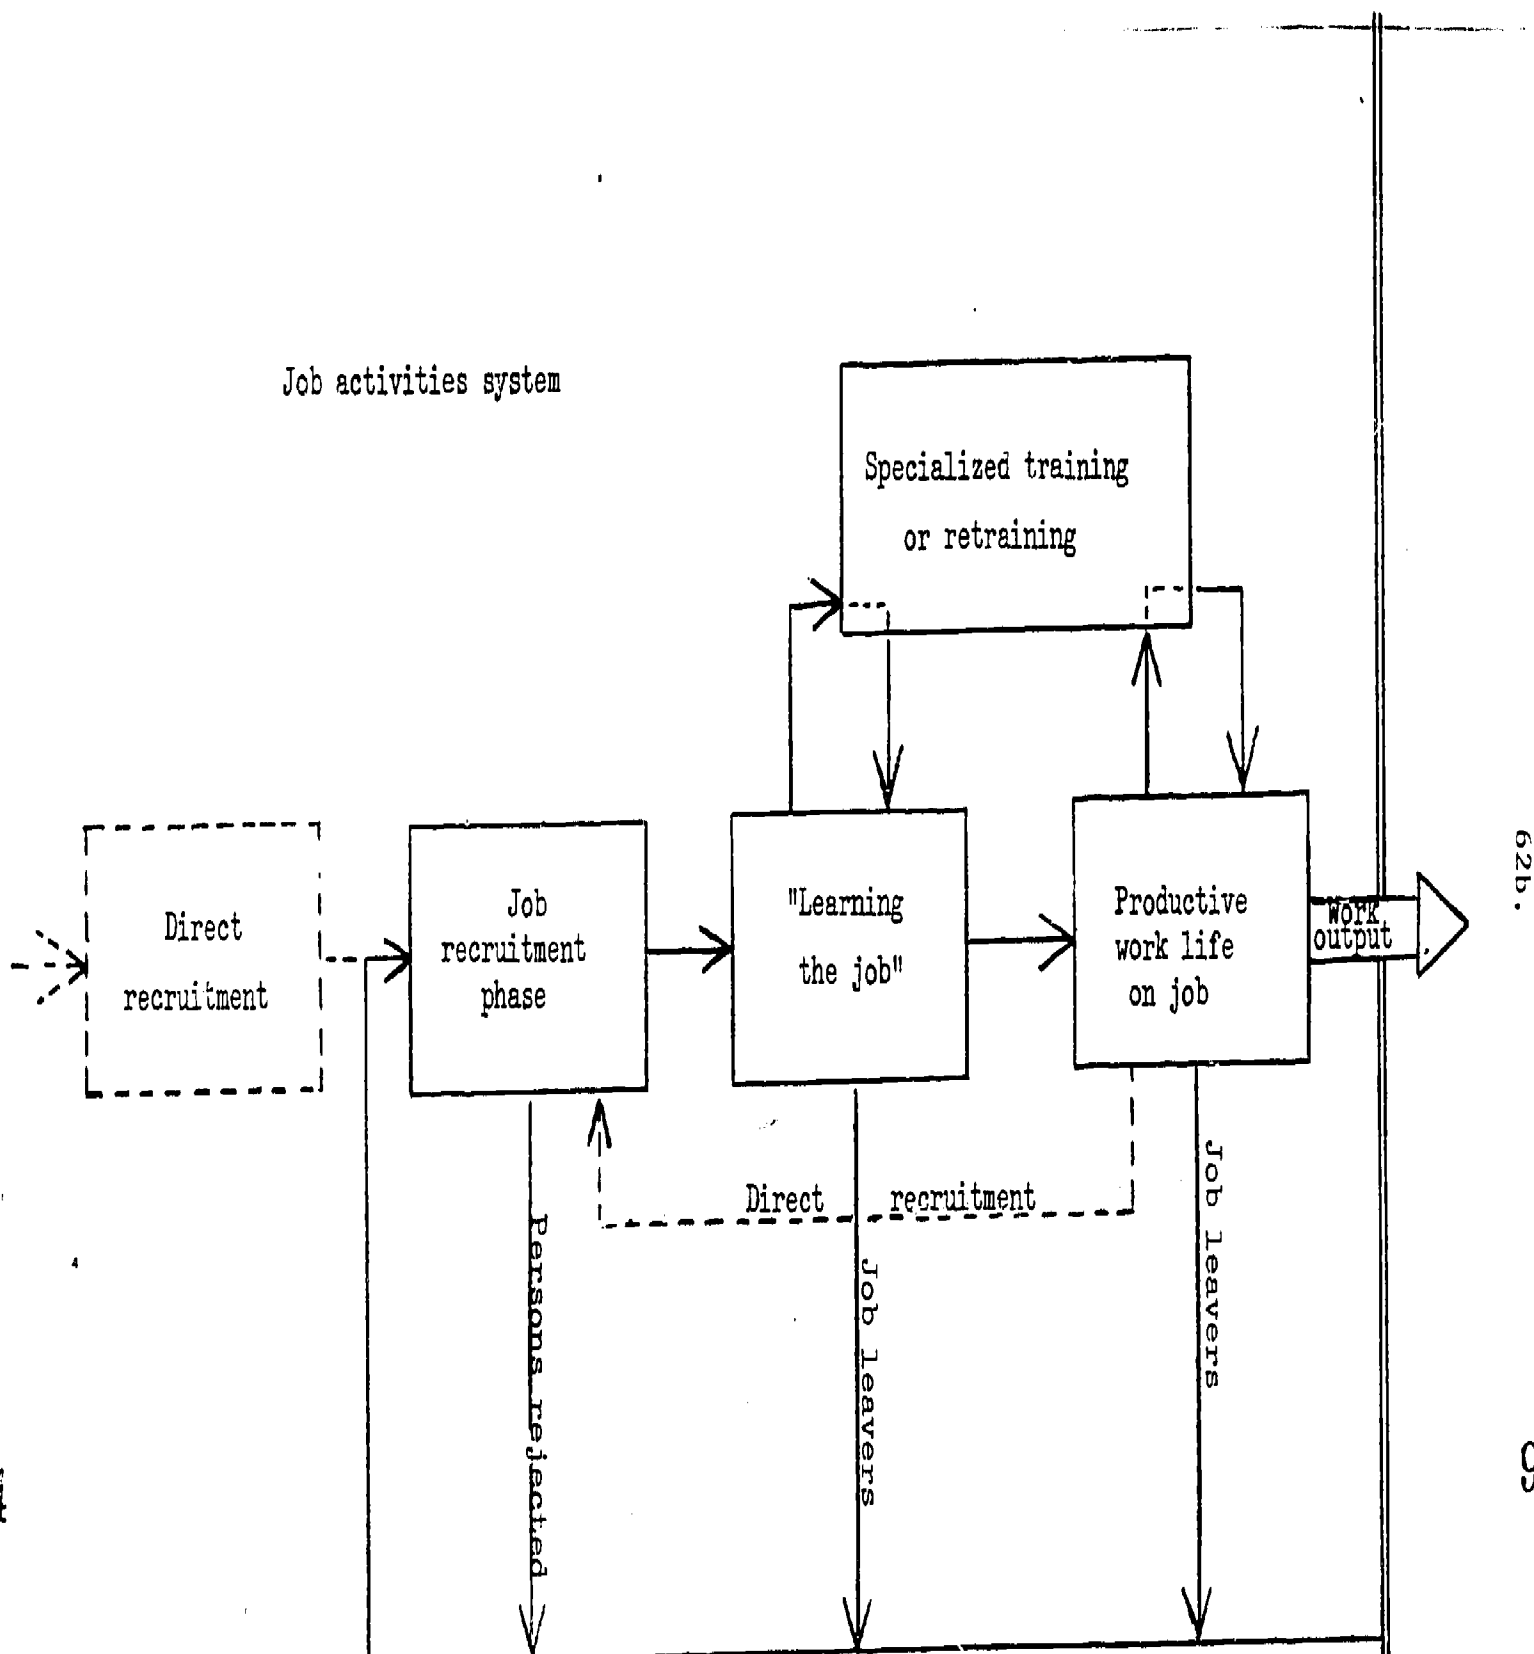 Job activities system
Specialized training
or retraining
Direct
recruitment
Job
recruitment
phase
"Learning
the job"
Productive
work life
on job
Work
output
62b.
Direct recruitment
Persons rejected
Job leavers
Job leavers